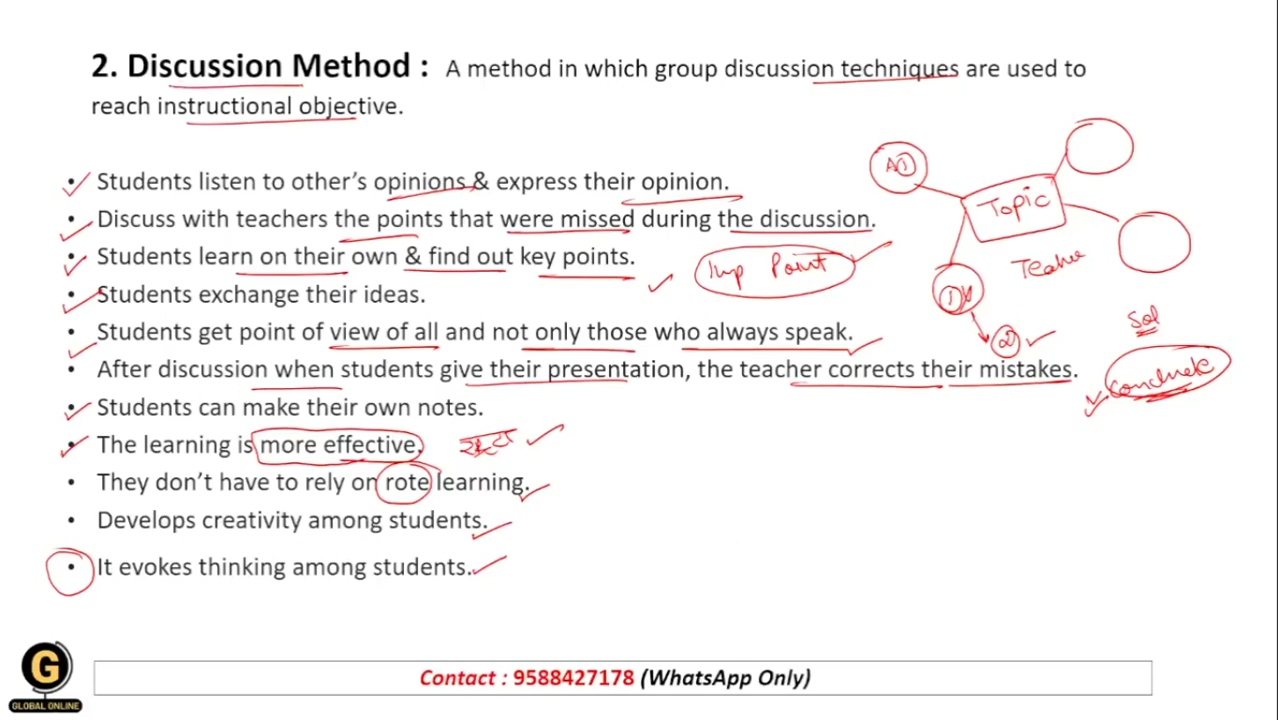 2. Discussion Method : A method in which group discussion techniques are used to
reach instructional objective.
• Students listen to other's opinions & express their opinion.
• Discuss with teachers the points that were missed during the discussion.
• Students learn on their own & find out key points.
• Students exchange their ideas.
• Students get point of view of all and not only those who always speak.
• After discussion when students give their presentation, the teacher corrects their mistakes.
• Students can make their own notes.
• The learning is more effective.
• They don't have to rely on rote learning.
• Develops creativity among students.
• It evokes thinking among students.
Imp Point
A①
Topic
Teacher
①
②
Sol
Conclude
G
GLOBAL ONLINE
Contact : 9588427178 (WhatsApp Only)